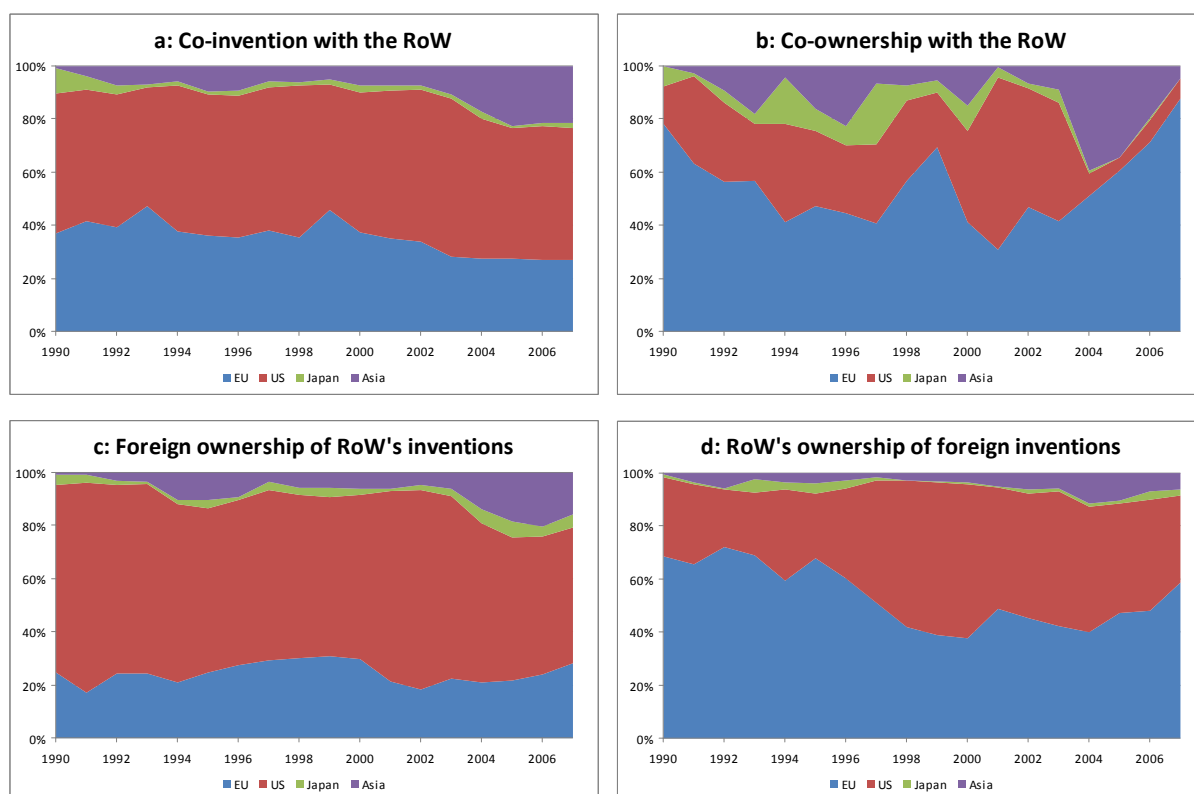 a: Co-invention with the RoW
100%
80%
60%
40%
20%
0%
1990 1992 1994 1996 1998 2000 2002 2004 2006
EU US Japan Asia
b: Co-ownership with the RoW
100%
80%
60%
40%
20%
0%
1990 1992 1994 1996 1998 2000 2002 2004 2006
EU US Japan Asia
c: Foreign ownership of RoW's inventions
100%
80%
60%
40%
20%
0%
1990 1992 1994 1996 1998 2000 2002 2004 2006
EU US Japan Asia
d: RoW's ownership of foreign inventions
100%
80%
60%
40%
20%
0%
1990 1992 1994 1996 1998 2000 2002 2004 2006
EU US Japan Asia